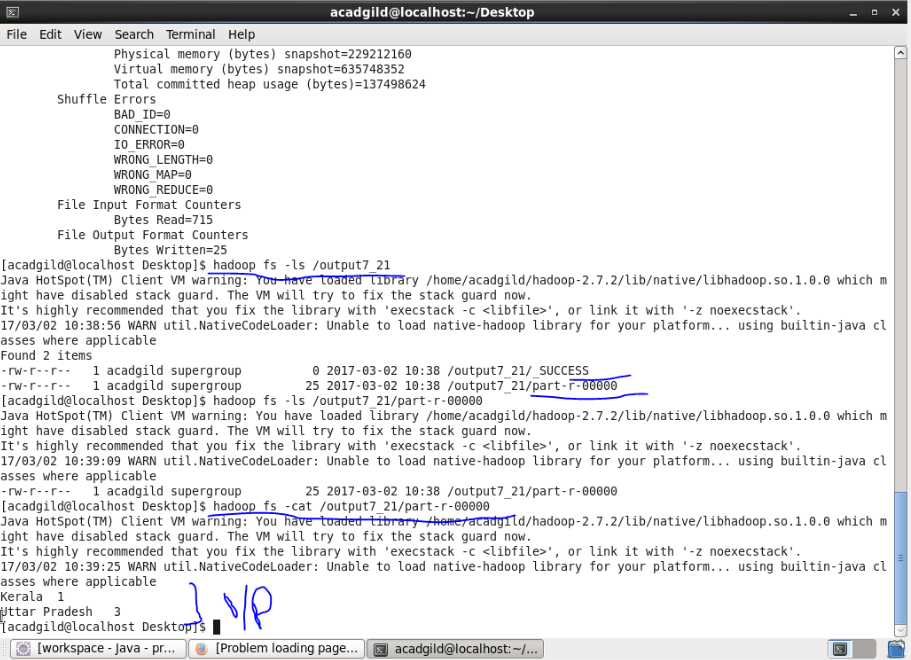 acadgild@localhost:~/Desktop
File Edit View Search Terminal Help
Physical memory (bytes) snapshot=229212160
Virtual memory (bytes) snapshot=635748352
Total committed heap usage (bytes)=137498624
Shuffle Errors
BAD_ID=0
CONNECTION=0
IO_ERROR=0
WRONG_LENGTH=0
WRONG_MAP=0
WRONG_REDUCE=0
File Input Format Counters
Bytes Read=715
File Output Format Counters
Bytes Written=25
[acadgild@localhost Desktop]$ hadoop fs -ls /output7_21
Java HotSpot(TM) Client VM warning: You have loaded library /home/acadgild/hadoop-2.7.2/lib/native/libhadoop.so.1.0.0 which m
ight have disabled stack guard. The VM will try to fix the stack guard now.
It's highly recommended that you fix the library with 'execstack -c <libfile>', or link it with '-z noexecstack'.
17/03/02 10:38:56 WARN util.NativeCodeLoader: Unable to load native-hadoop library for your platform... using builtin-java cl
asses where applicable
Found 2 items
-rw-r--r-- 1 acadgild supergroup 0 2017-03-02 10:38 /output7_21/_SUCCESS
-rw-r--r-- 1 acadgild supergroup 25 2017-03-02 10:38 /output7_21/part-r-00000
[acadgild@localhost Desktop]$ hadoop fs -ls /output7_21/part-r-00000
Java HotSpot(TM) Client VM warning: You have loaded library /home/acadgild/hadoop-2.7.2/lib/native/libhadoop.so.1.0.0 which m
ight have disabled stack guard. The VM will try to fix the stack guard now.
It's highly recommended that you fix the library with 'execstack -c <libfile>', or link it with '-z noexecstack'.
17/03/02 10:39:09 WARN util.NativeCodeLoader: Unable to load native-hadoop library for your platform... using builtin-java cl
asses where applicable
-rw-r--r-- 1 acadgild supergroup 25 2017-03-02 10:38 /output7_21/part-r-00000
[acadgild@localhost Desktop]$ hadoop fs -cat /output7_21/part-r-00000
Java HotSpot(TM) Client VM warning: You have loaded library /home/acadgild/hadoop-2.7.2/lib/native/libhadoop.so.1.0.0 which m
ight have disabled stack guard. The VM will try to fix the stack guard now.
It's highly recommended that you fix the library with 'execstack -c <libfile>', or link it with '-z noexecstack'.
17/03/02 10:39:25 WARN util.NativeCodeLoader: Unable to load native-hadoop library for your platform... using builtin-java cl
asses where applicable
Kerala 1
Uttar Pradesh 3
[acadgild@localhost Desktop]$
[workspace - Java - pr... [Problem loading page... acadgild@localhost:~/...